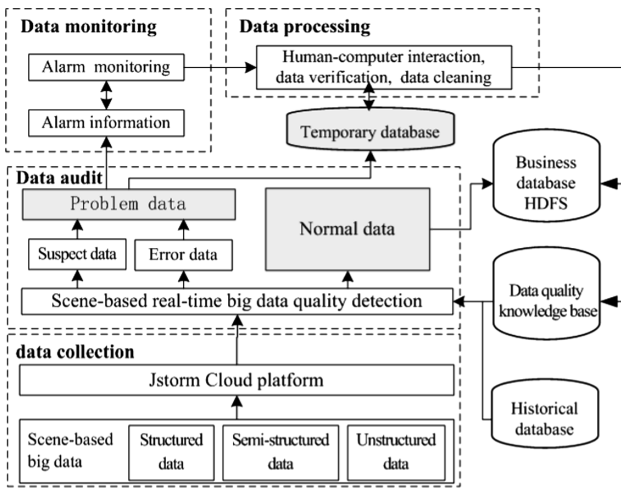 Data monitoring
Alarm monitoring
Alarm information
Data processing
Human-computer interaction,
data verification, data cleaning
Temporary database
Data audit
Problem data
Suspect data
Error data
Normal data
Scene-based real-time big data quality detection
Business
database
HDFS
Data quality
knowledge base
Historical
database
data collection
Jstorm Cloud platform
Scene-based
big data
Structured
data
Semi-structured
data
Unstructured
data